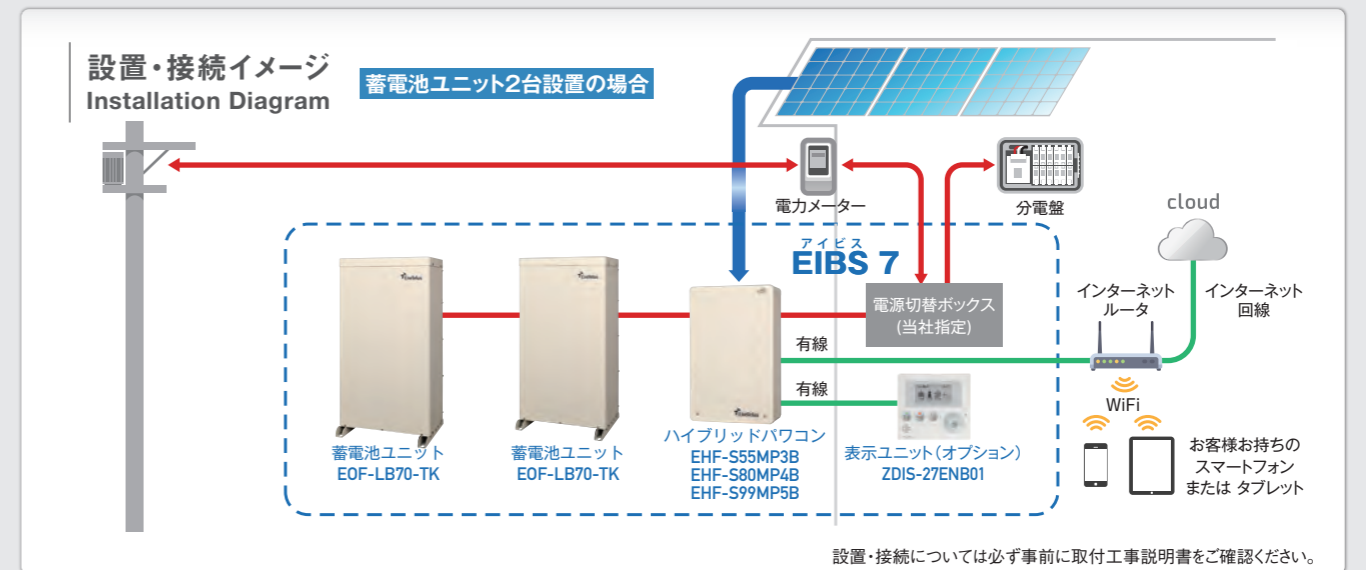 設置・接続イメージ
Installation Diagram
蓄電池ユニット2台設置の場合
電力メーター
分電盤
cloud
アイビス
EIBS 7
電源切替ボックス
(当社指定)
インターネット
ルータ
インターネット
回線
有線
有線
WiFi
蓄電池ユニット
EOF-LB70-TK
蓄電池ユニット
EOF-LB70-TK
ハイブリッドパワコン
EHF-S55MP3B
EHF-S80MP4B
EHF-S99MP5B
表示ユニット(オプション)
ZDIS-27ENB01
お客様お持ちの
スマートフォン
または タブレット
設置・接続については必ず事前に取付工事説明書をご確認ください。